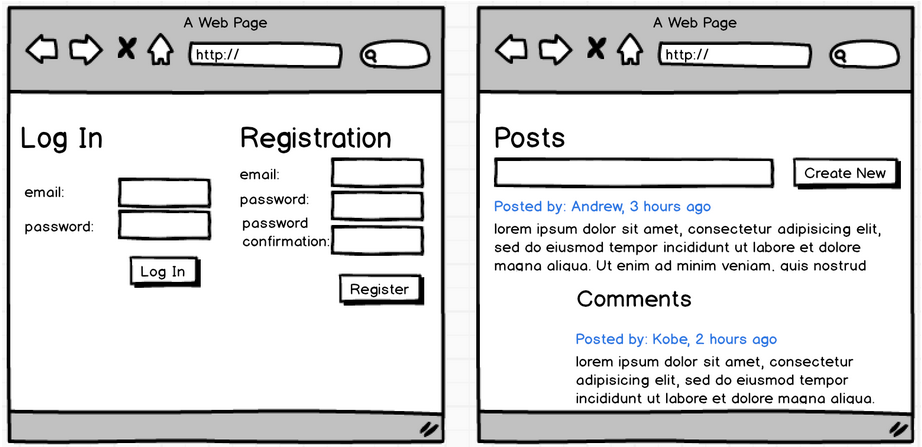 A Web Page
http://
Log In
email:
password:
Log In
Registration
email:
password:
password
confirmation:
Register
A Web Page
http://
Posts
Create New
Posted by: Andrew, 3 hours ago
lorem ipsum dolor sit amet, consectetur adipisicing elit,
sed do eiusmod tempor incididunt ut labore et dolore
magna aliqua. Ut enim ad minim veniam, quis nostrud
Comments
Posted by: Kobe, 2 hours ago
lorem ipsum dolor sit amet, consectetur
adipisicing elit, sed do eiusmod tempor
incididunt ut labore et dolore magna aliqua.